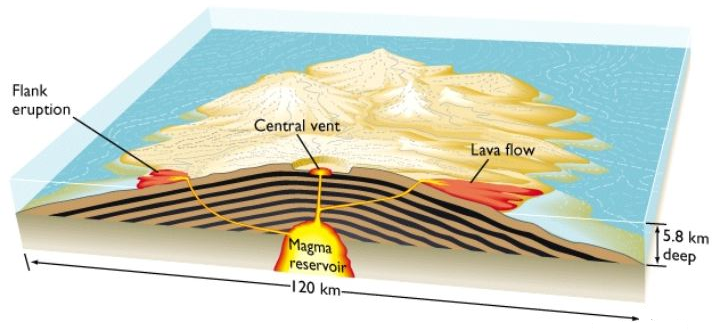 Flank
eruption
Central vent
Lava flow
Magma
reservoir
5.8 km
deep
120 km